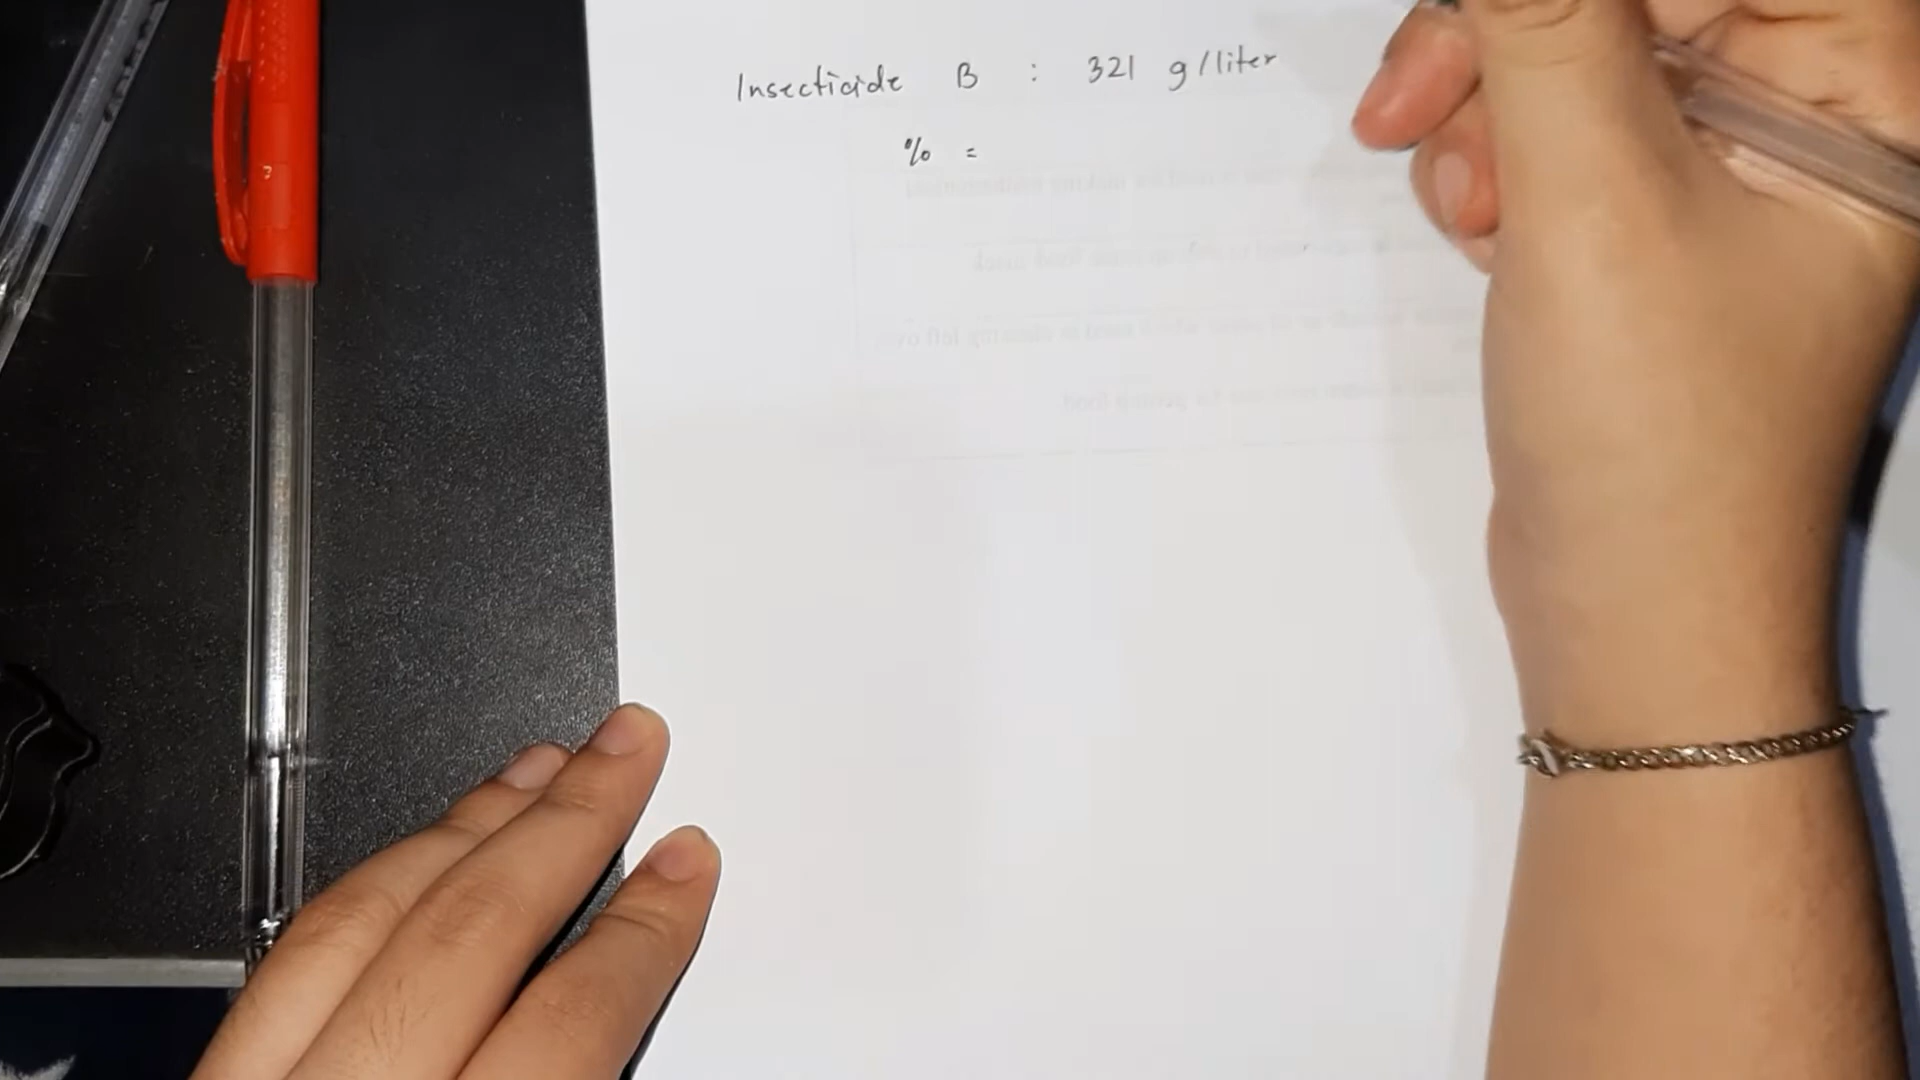 Insecticide B : 321 g/liter
% =